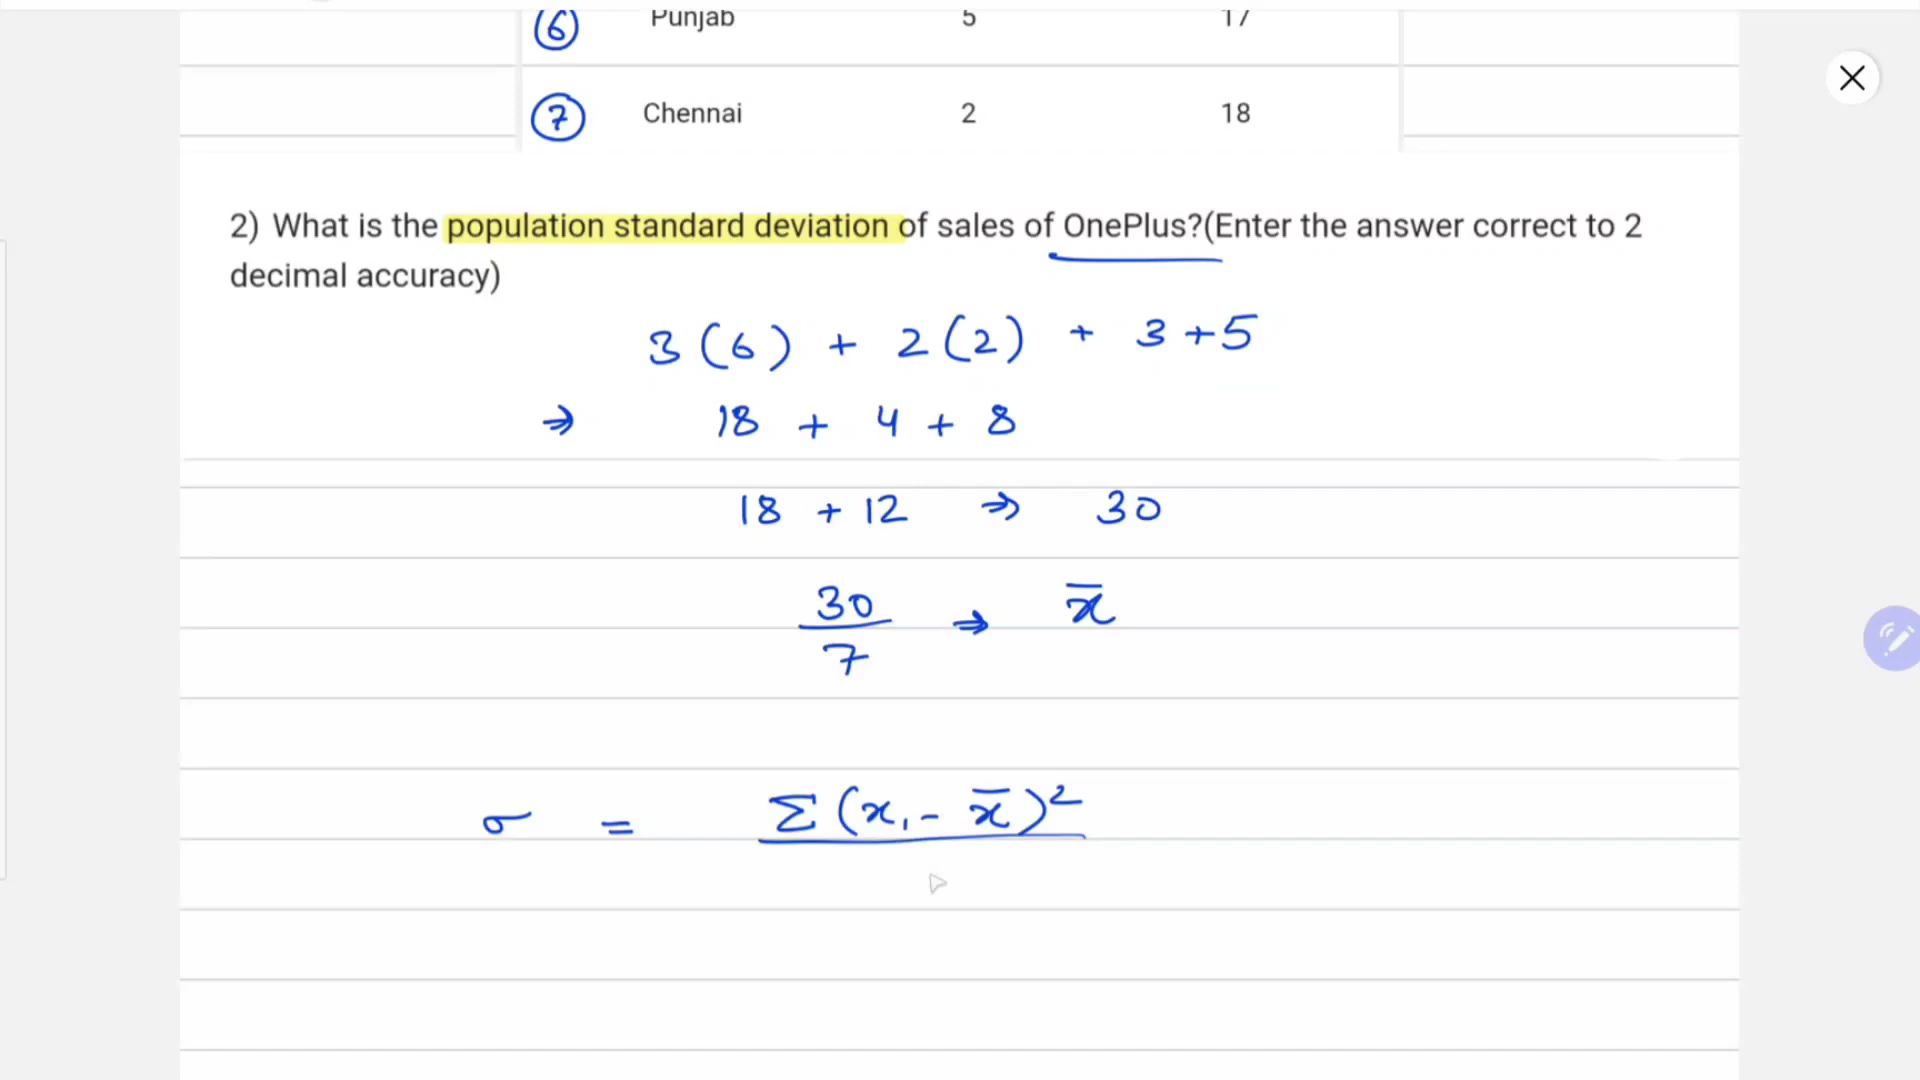 6 Punjab 5 17
7 Chennai 2 18
2) What is the population standard deviation of sales of OnePlus?(Enter the answer correct to 2
decimal accuracy)
3 (6) + 2 (2) + 3 + 5
⇒ 18 + 4 + 8
18 + 12 ⇒ 30
30/7 ⇒ x̄
σ = Σ (x₁ - x̄)²